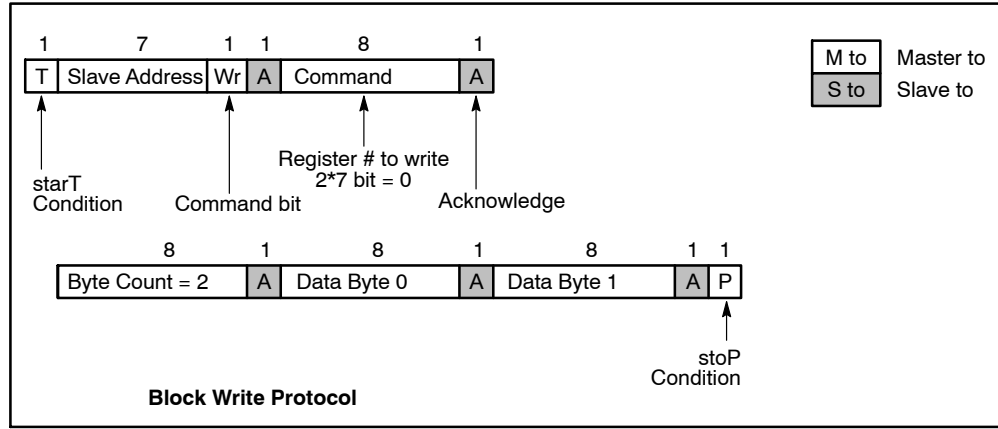 1 7 1 1 8 1
T Slave Address Wr A Command A
M to Master to
S to Slave to
Register # to write
2*7 bit = 0
starT
Condition
Command bit
Acknowledge
8 1 8 1 8 1 1
Byte Count = 2 A Data Byte 0 A Data Byte 1 A P
stoP
Condition
Block Write Protocol